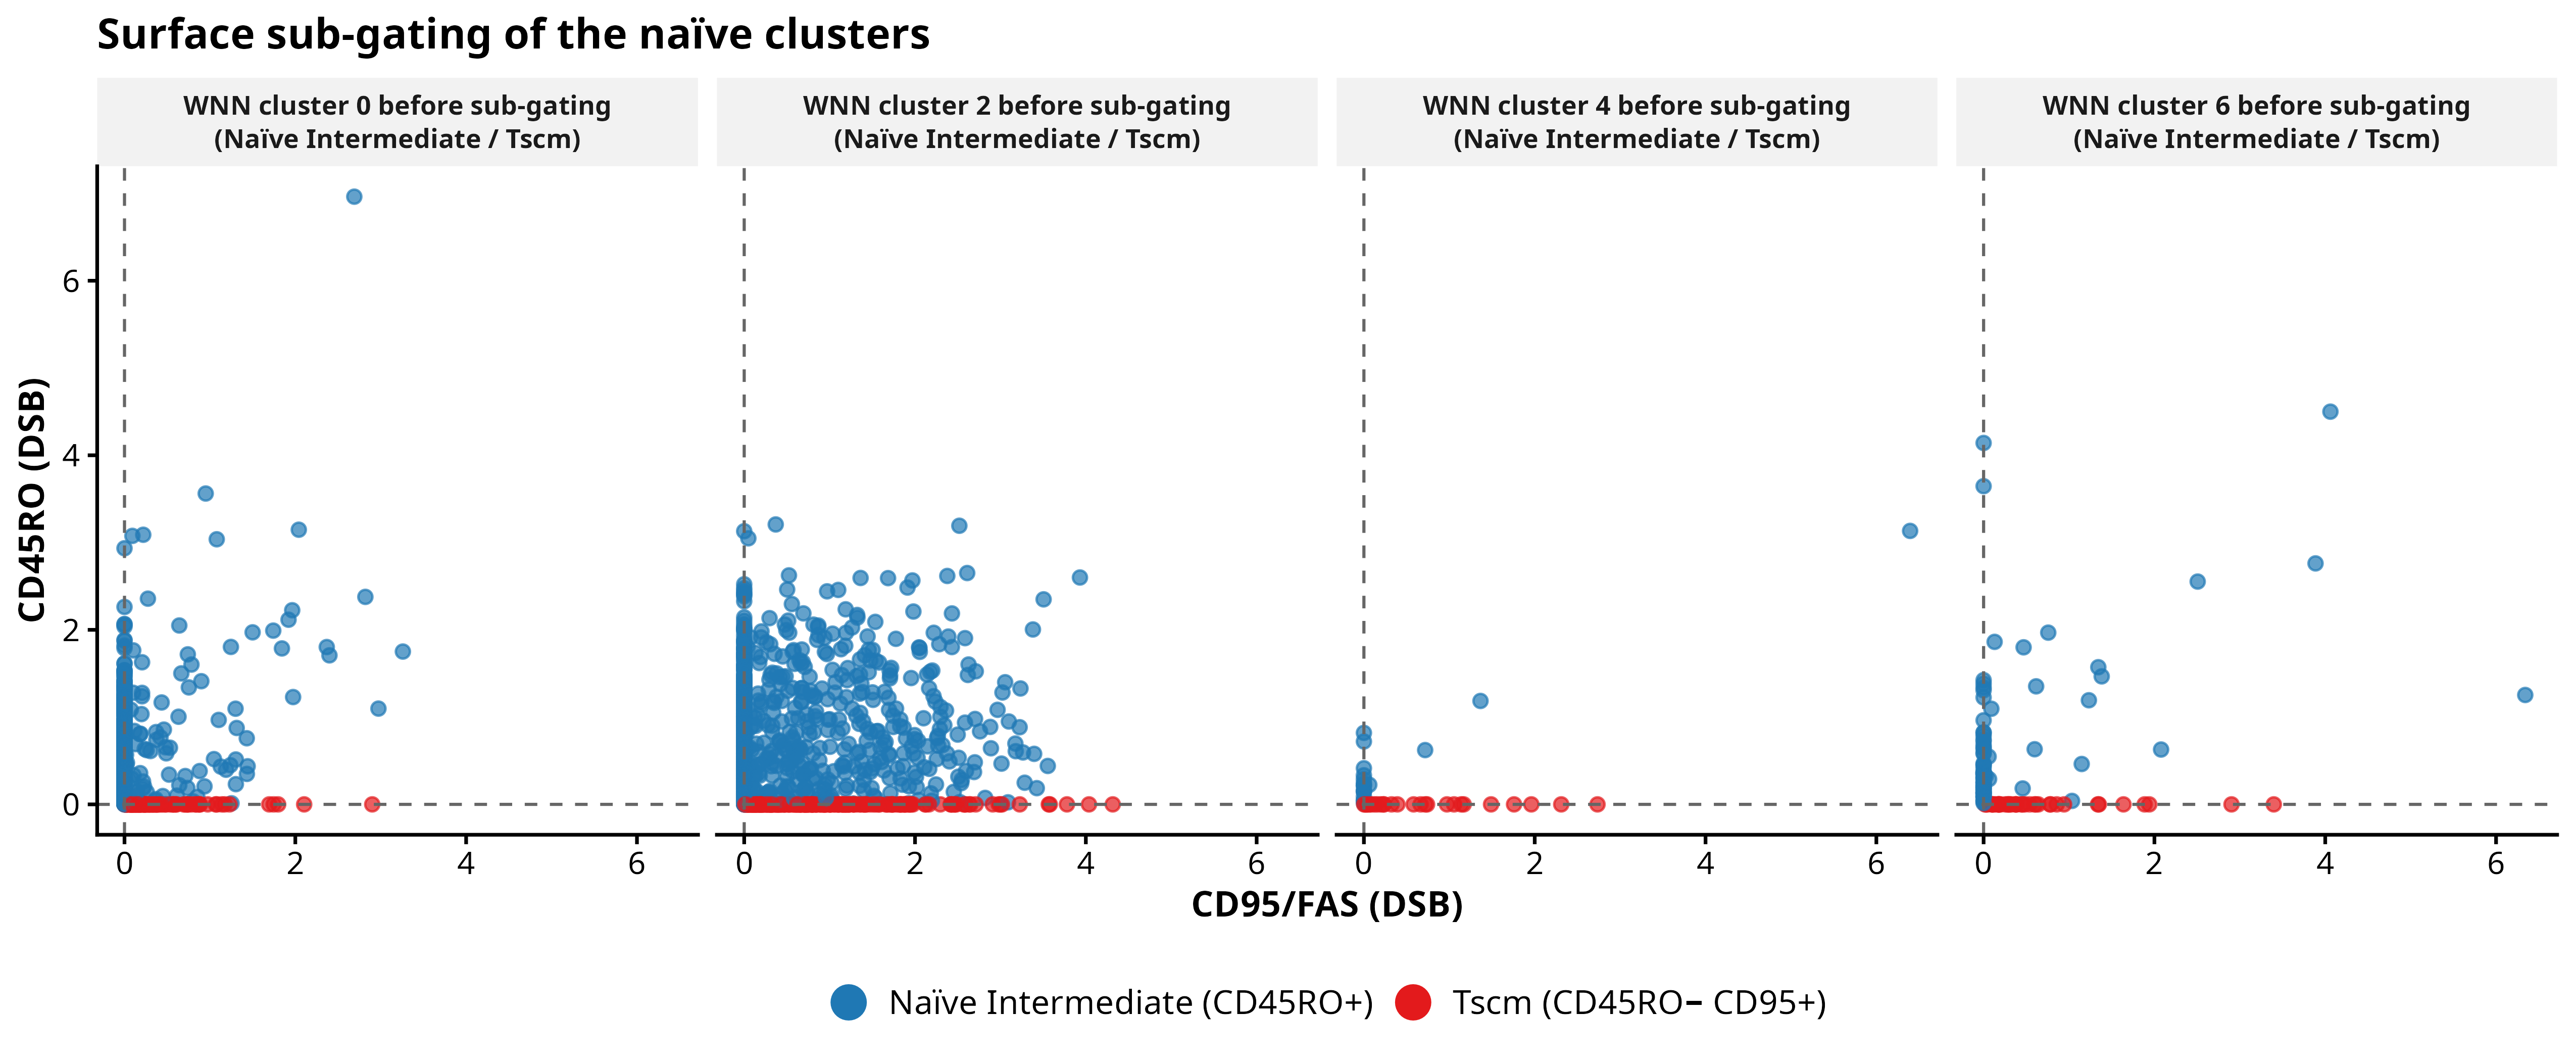 Surface sub-gating of the naïve clusters
WNN cluster 0 before sub-gating
(Naïve Intermediate / Tscm)
WNN cluster 2 before sub-gating
(Naïve Intermediate / Tscm)
WNN cluster 4 before sub-gating
(Naïve Intermediate / Tscm)
WNN cluster 6 before sub-gating
(Naïve Intermediate / Tscm)
CD45RO (DSB)
6
4
2
0
0 2 4 6
0 2 4 6
0 2 4 6
0 2 4 6
CD95/FAS (DSB)
Naïve Intermediate (CD45RO+)
Tscm (CD45RO− CD95+)